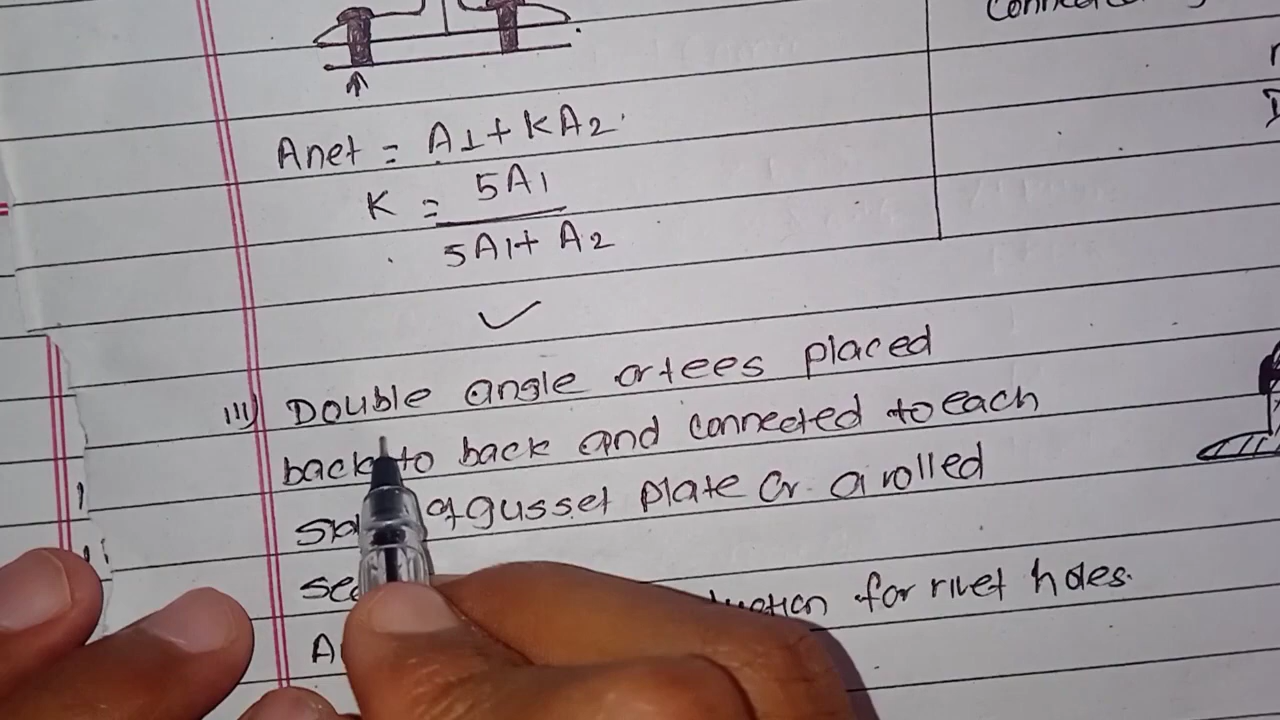 Anet = A1 + KA2
K = 5A1
5A1 + A2
iii) Double angle or tees placed
back to back and connected to each
of gusset plate or a rolled
for rivet holes.